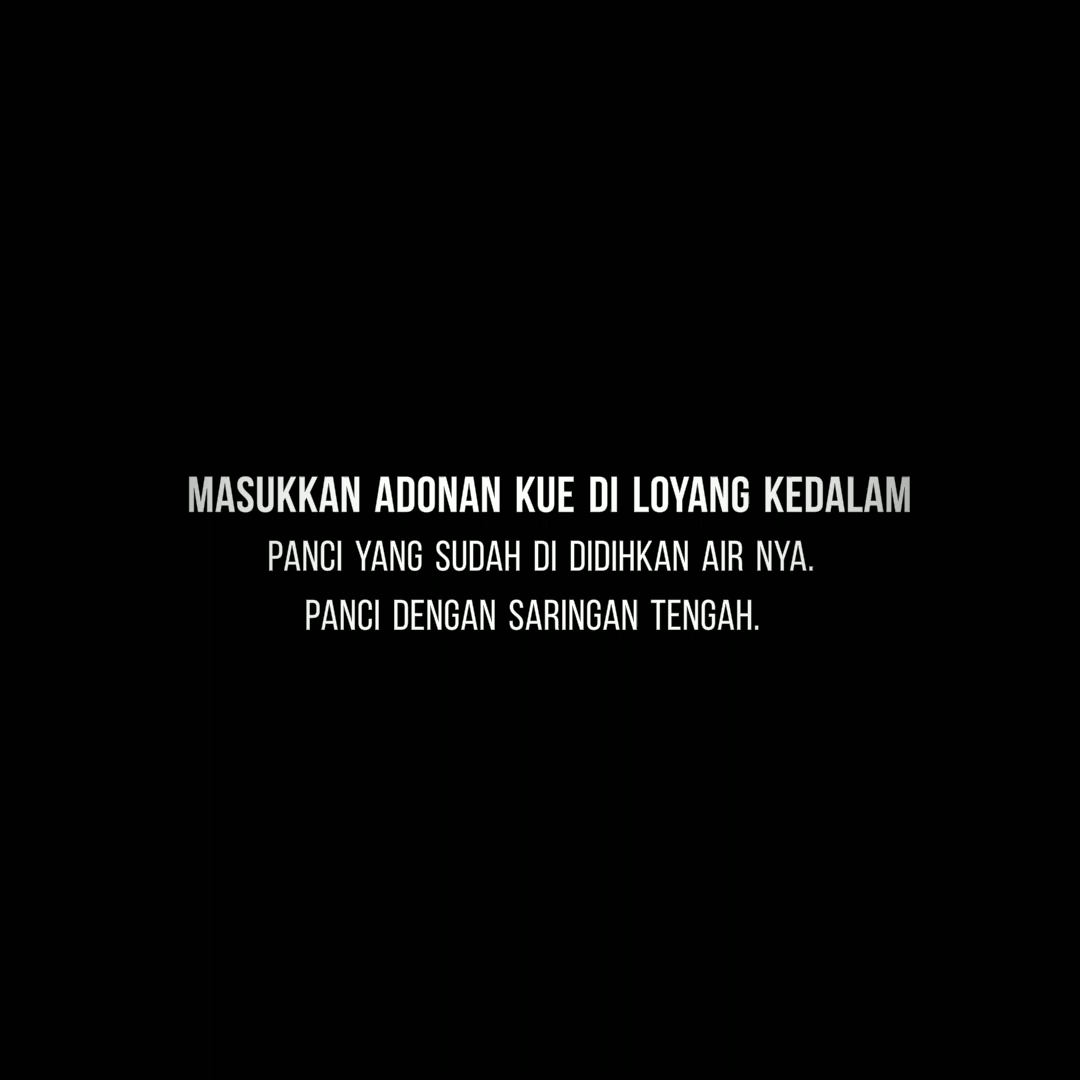 MASUKKAN ADONAN KUE DI LOYANG KEDALAM
PANCI YANG SUDAH DI DIDIHKAN AIR NYA.
PANCI DENGAN SARINGAN TENGAH.